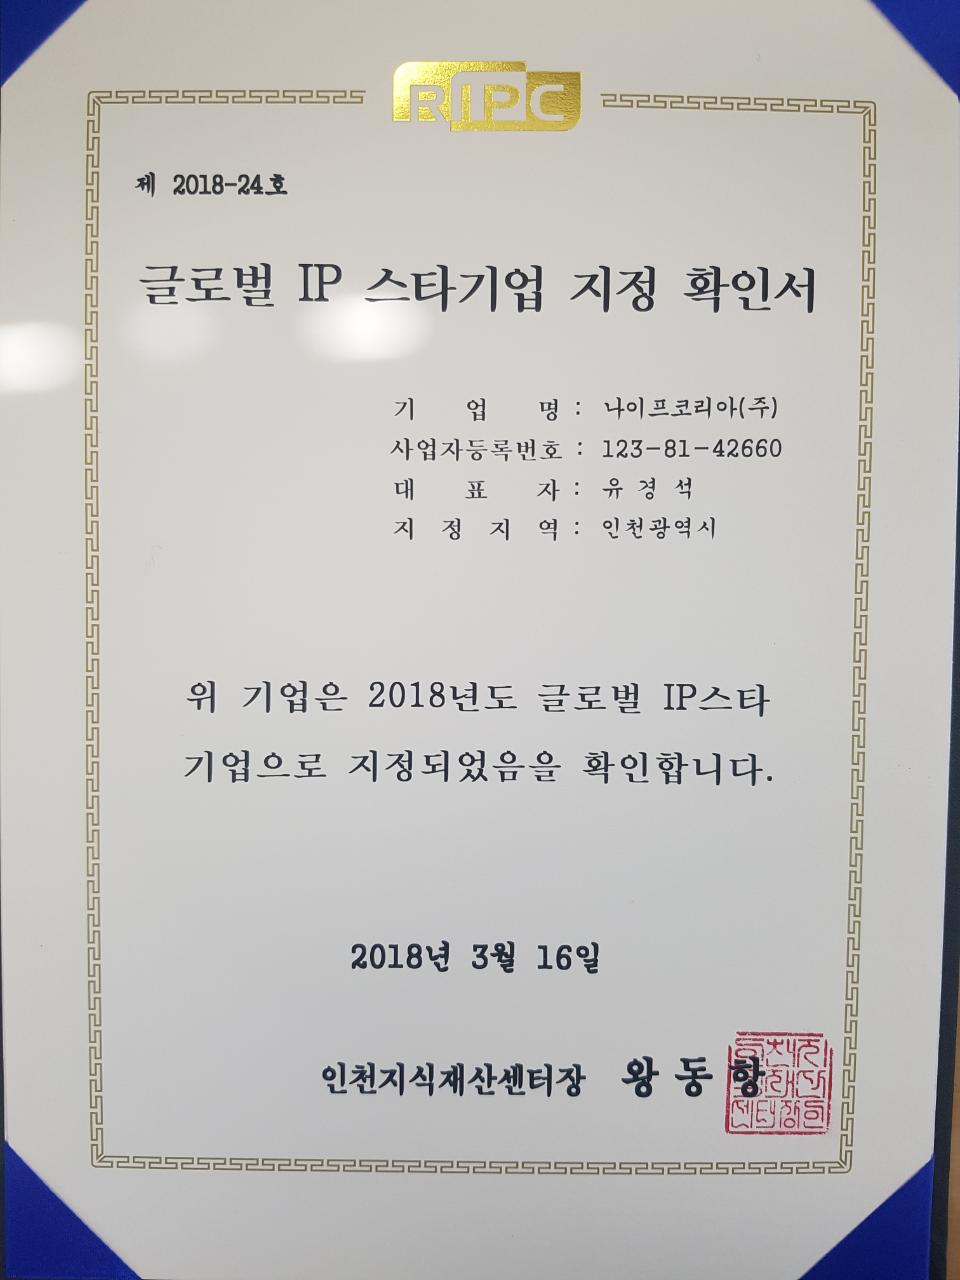 RIPC
제 2018-24호
글로벌 IP 스타기업 지정 확인서
기 업 명 : 나이프코리아(주)
사업자등록번호 : 123-81-42660
대 표 자 : 유 경 석
지 정 지 역 : 인천광역시
위 기업은 2018년도 글로벌 IP스타
기업으로 지정되었음을 확인합니다.
2018년 3월 16일
인천지식재산센터장 왕 동 항